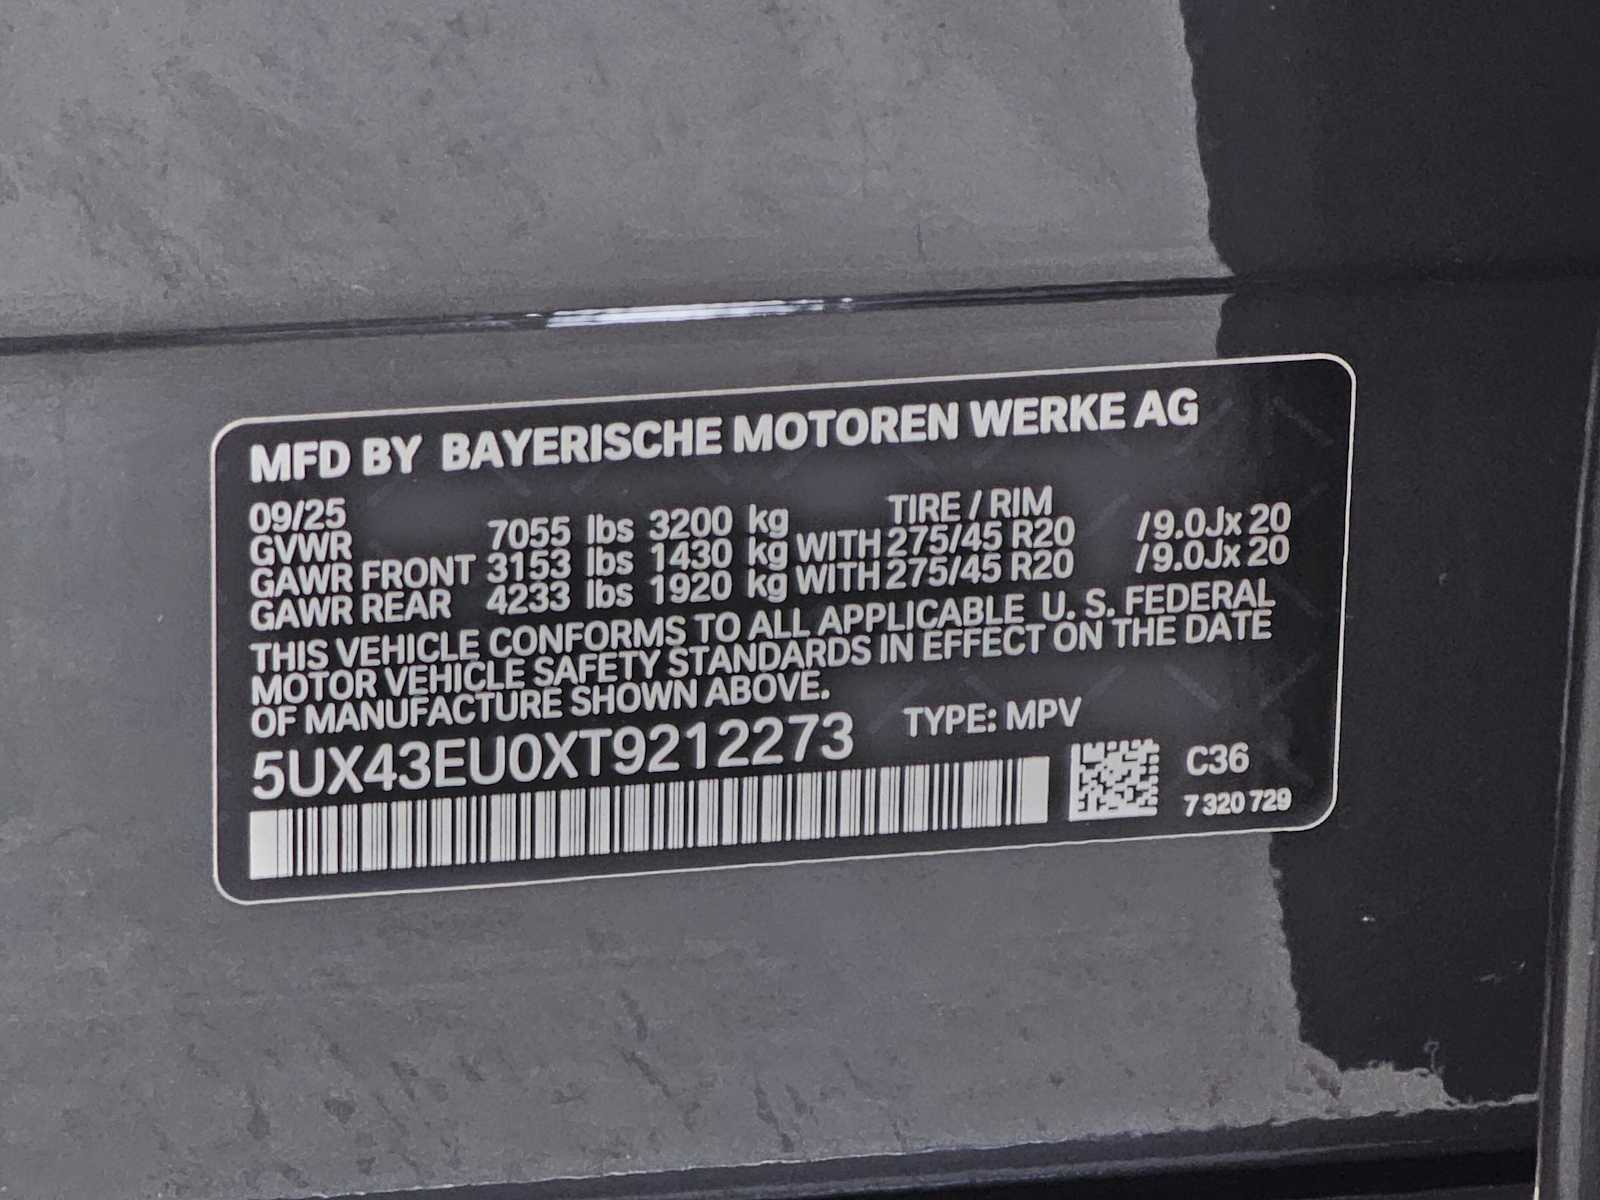 MFD BY BAYERISCHE MOTOREN WERKE AG
09/25 TIRE / RIM
GVWR 7055 lbs 3200 kg
GAWR FRONT 3153 lbs 1430 kg WITH 275/45 R20 / 9.0Jx 20
GAWR REAR 4233 lbs 1920 kg WITH 275/45 R20 / 9.0Jx 20
THIS VEHICLE CONFORMS TO ALL APPLICABLE U. S. FEDERAL
MOTOR VEHICLE SAFETY STANDARDS IN EFFECT ON THE DATE
OF MANUFACTURE SHOWN ABOVE.
5UX43EU0XT9212273 TYPE: MPV
C36
7 320 729